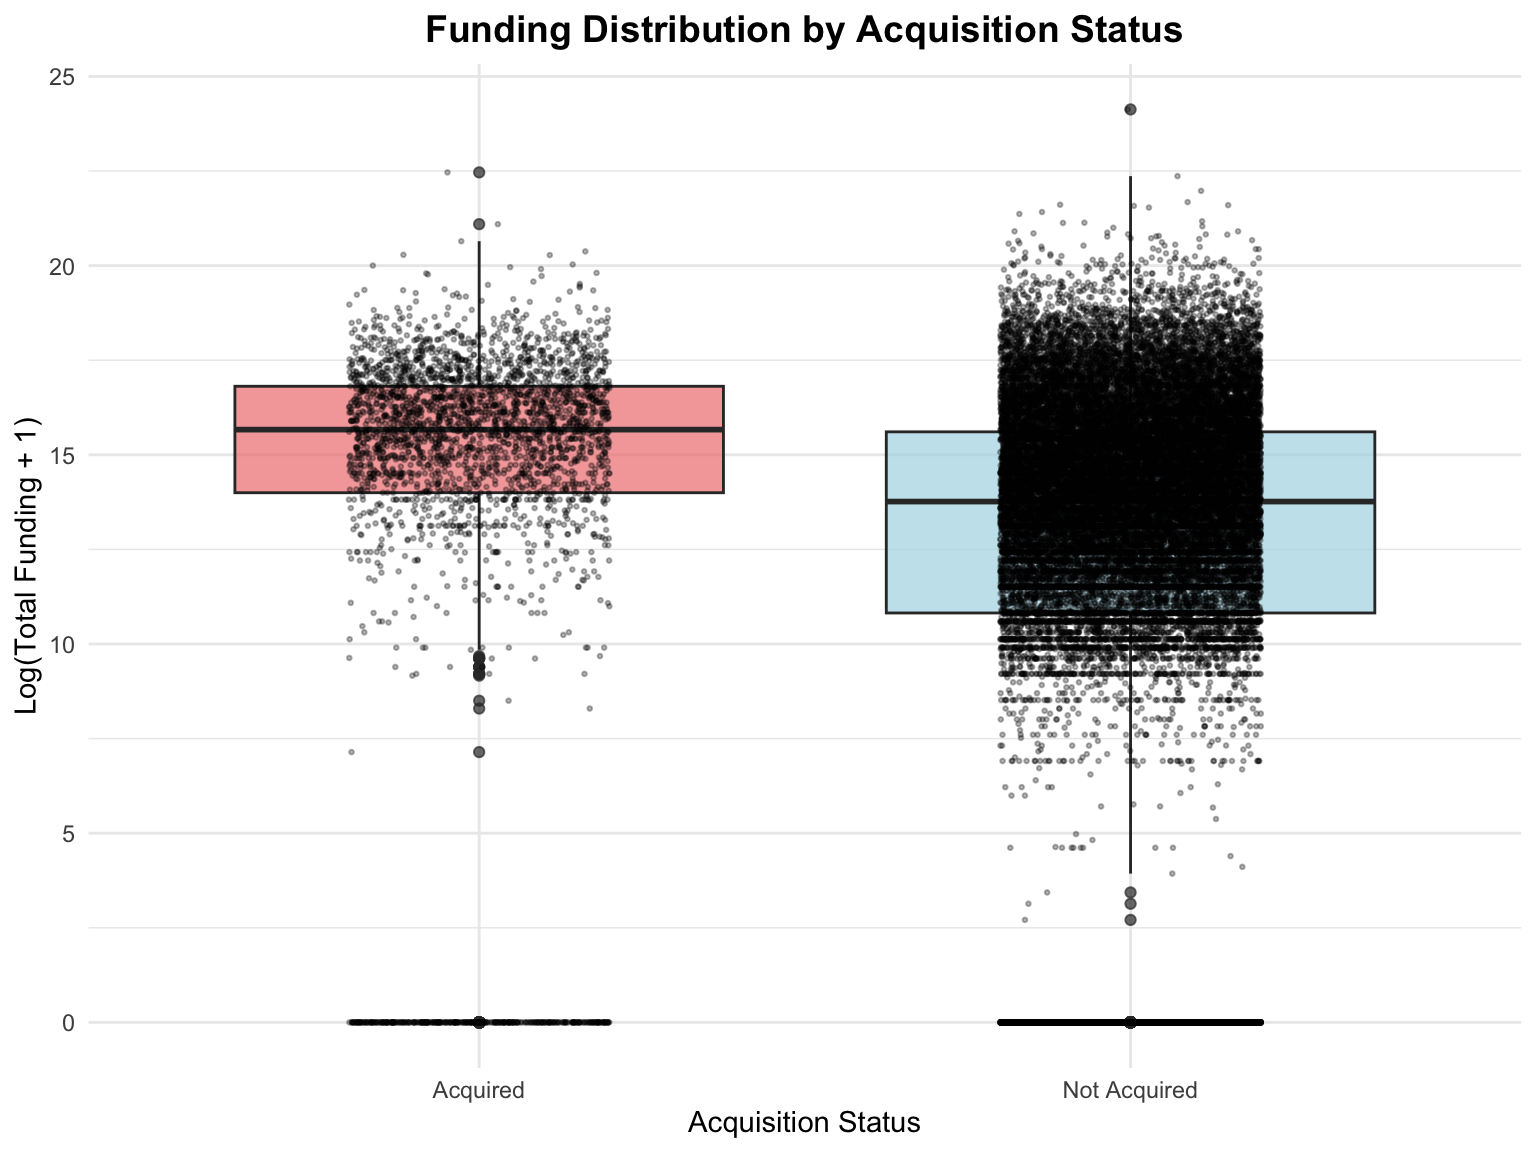 Funding Distribution by Acquisition Status
Log(Total Funding + 1)
25
20
15
10
5
0
Acquired
Not Acquired
Acquisition Status